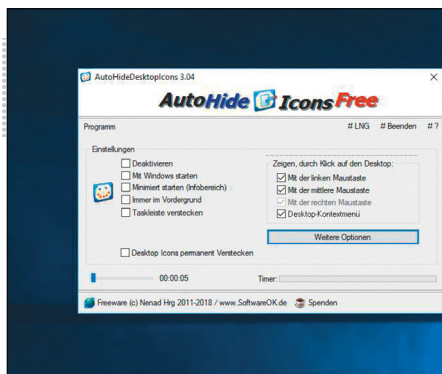 AutoHideDesktopIcons 3.04
AutoHide Icons Free
Programm # LNG # Beenden # ?
Einstellungen
Deaktivieren
Mit Windows starten
Minimiert starten (Infobereich)
Immer im Vordergrund
Taskleiste verstecken
Desktop Icons permanent Verstecken
Zeigen, durch Klick auf den Desktop:
Mit der linken Maustaste
Mit der mittlere Maustaste
Mit der rechten Maustaste
Desktop-Kontextmenü
Weitere Optionen
00:00:05 Timer:
Freeware (c) Nenad Hrg 2011-2018 / www.SoftwareOK.de Spenden